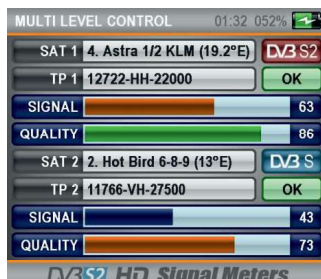 MULTI LEVEL CONTROL 01:32 052%
SAT 1 4. Astra 1/2 KLM (19.2ºE) DVB S2
TP 1 12722-HH-22000 OK
SIGNAL 63
QUALITY 86
SAT 2 2. Hot Bird 6-8-9 (13ºE) DVB S
TP 2 11766-VH-27500 OK
SIGNAL 43
QUALITY 73
DVB S2 HD Signal Meters